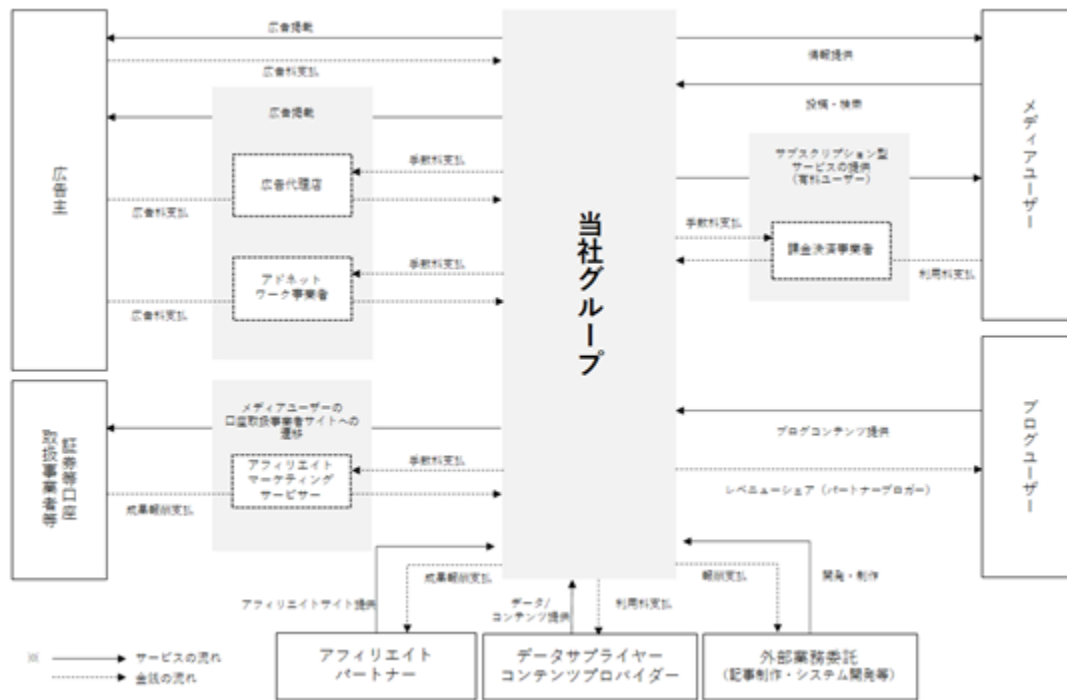 広告掲載
広告料支払
広告主
広告掲載
広告代理店
手数料支払
広告料支払
アドネット
ワーク事業者
手数料支払
広告料支払
証券口座
等取扱事業者等
メディアユーザーの
口座取扱事業者サイトへの
遷移
アフィリエイト
マーケティング
サービサー
手数料支払
成果報酬支払
当社グループ
情報提供
投稿・検索
メディアユーザー
サブスクリプション型
サービスの提供
(有料ユーザー)
手数料支払
課金決済事業者
利用料支払
ブログユーザー
ブログコンテンツ提供
レベニューシェア(パートナーブロガー)
アフィリエイトサイト提供
成果報酬支払
データ/
コンテンツ提供
利用料支払
報酬支払
開発・制作
アフィリエイト
パートナー
データサプライヤー
コンテンツプロバイダー
外部業務委託
(記事制作・システム開発等)
※
サービスの流れ
金銭の流れ